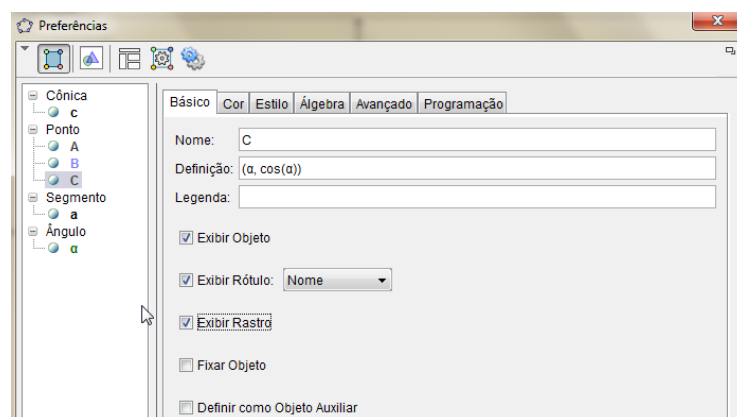 Preferências
Cônica
c
Ponto
A
B
C
Segmento
a
Ângulo
α
Básico Cor Estilo Álgebra Avançado Programação
Nome: C
Definição: (α, cos(α))
Legenda:
Exibir Objeto
Exibir Rótulo: Nome
Exibir Rastro
Fixar Objeto
Definir como Objeto Auxiliar